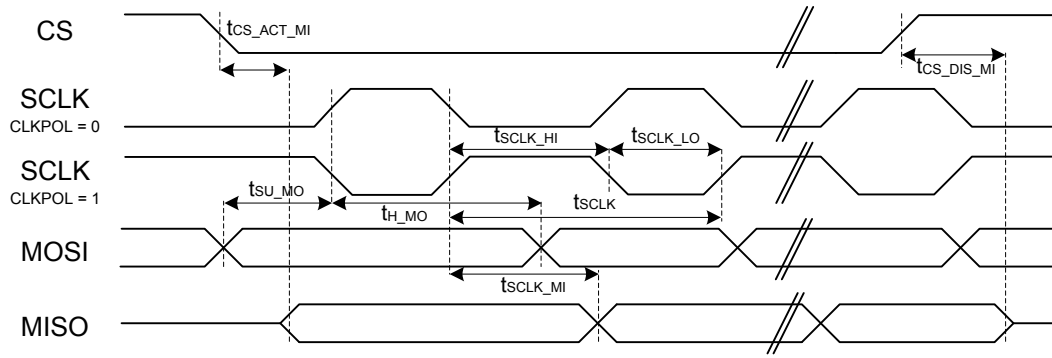 CS
tCS_ACT_MI
tCS_DIS_MI
SCLK
CLKPOL = 0
tSCLK_HI
tSCLK_LO
SCLK
CLKPOL = 1
tSU_MO
tH_MO
tSCLK
MOSI
tSCLK_MI
MISO